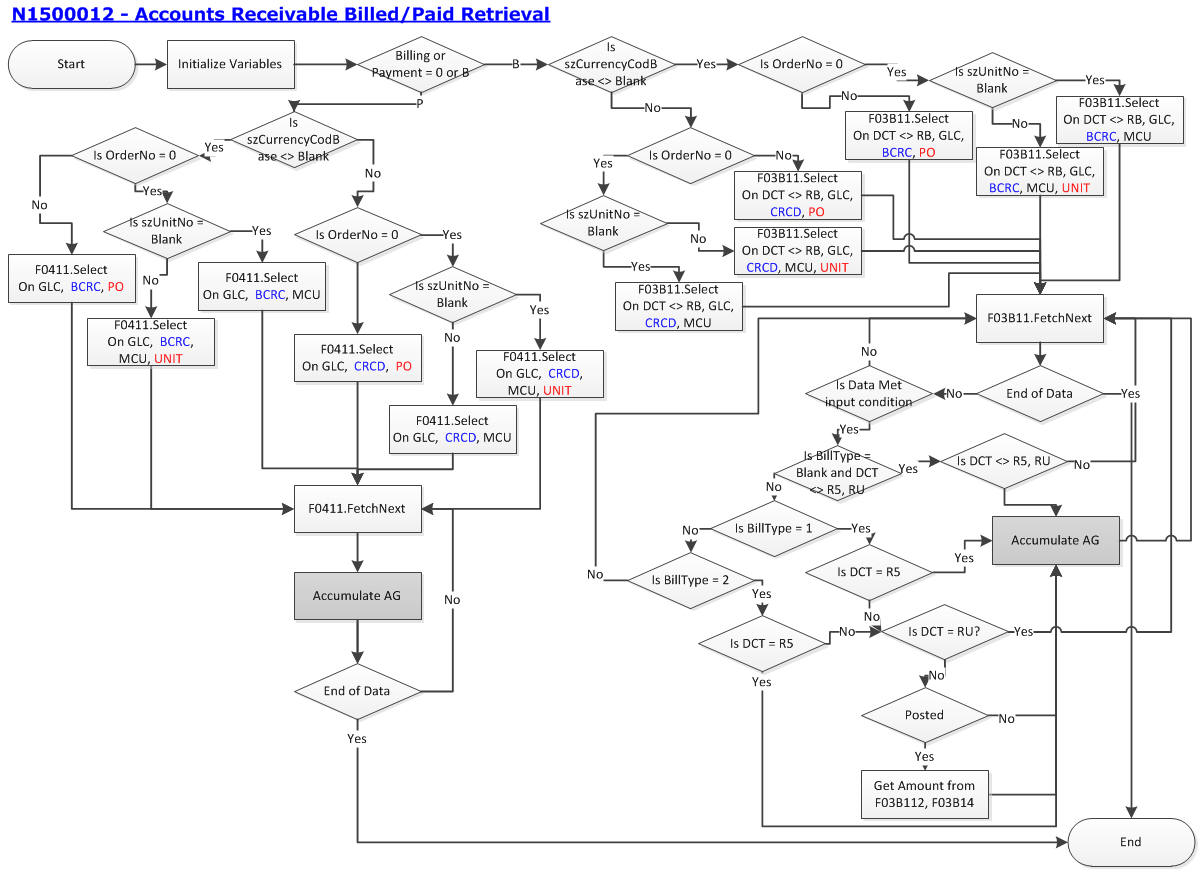 N1500012 - Accounts Receivable Billed/Paid Retrieval
Start
Initialize Variables
Billing or
Payment = 0 or B
B
P
Is
szCurrencyCodB
ase <> Blank
Yes
Is OrderNo = 0
Yes
Is szUnitNo =
Blank
Yes
F03B11.Select
On DCT <> RB, GLC,
BCRC, MCU
No
F03B11.Select
On DCT <> RB, GLC,
BCRC, PO
No
F03B11.Select
On DCT <> RB, GLC,
BCRC, MCU, UNIT
No
Is OrderNo = 0
No
F03B11.Select
On DCT <> RB, GLC,
CRCD, PO
Yes
Is szUnitNo =
Blank
No
F03B11.Select
On DCT <> RB, GLC,
CRCD, MCU, UNIT
Yes
F03B11.Select
On DCT <> RB, GLC,
CRCD, MCU
Is
szCurrencyCodB
ase <> Blank
Yes
Is OrderNo = 0
No
F0411.Select
On GLC, BCRC, PO
Yes
Is szUnitNo =
Blank
Yes
F0411.Select
On GLC, BCRC, MCU
No
F0411.Select
On GLC, BCRC,
MCU, UNIT
No
Is OrderNo = 0
F0411.Select
On GLC, CRCD, PO
Yes
Is szUnitNo =
Blank
Yes
F0411.Select
On GLC, CRCD,
MCU, UNIT
No
F0411.Select
On GLC, CRCD, MCU
F0411.FetchNext
Accumulate AG
No
End of Data
Yes
F03B11.FetchNext
End of Data
Yes
No
Is Data Met
input condition
No
Yes
Is BillType =
Blank and DCT
<> R5, RU
Yes
Is DCT <> R5, RU
No
Accumulate AG
No
Is BillType = 1
Yes
Is DCT = R5
Yes
No
No
Is BillType = 2
No
Yes
Is DCT = R5
No
Yes
Is DCT = RU?
Yes
No
Posted
No
Yes
Get Amount from
F03B112, F03B14
End